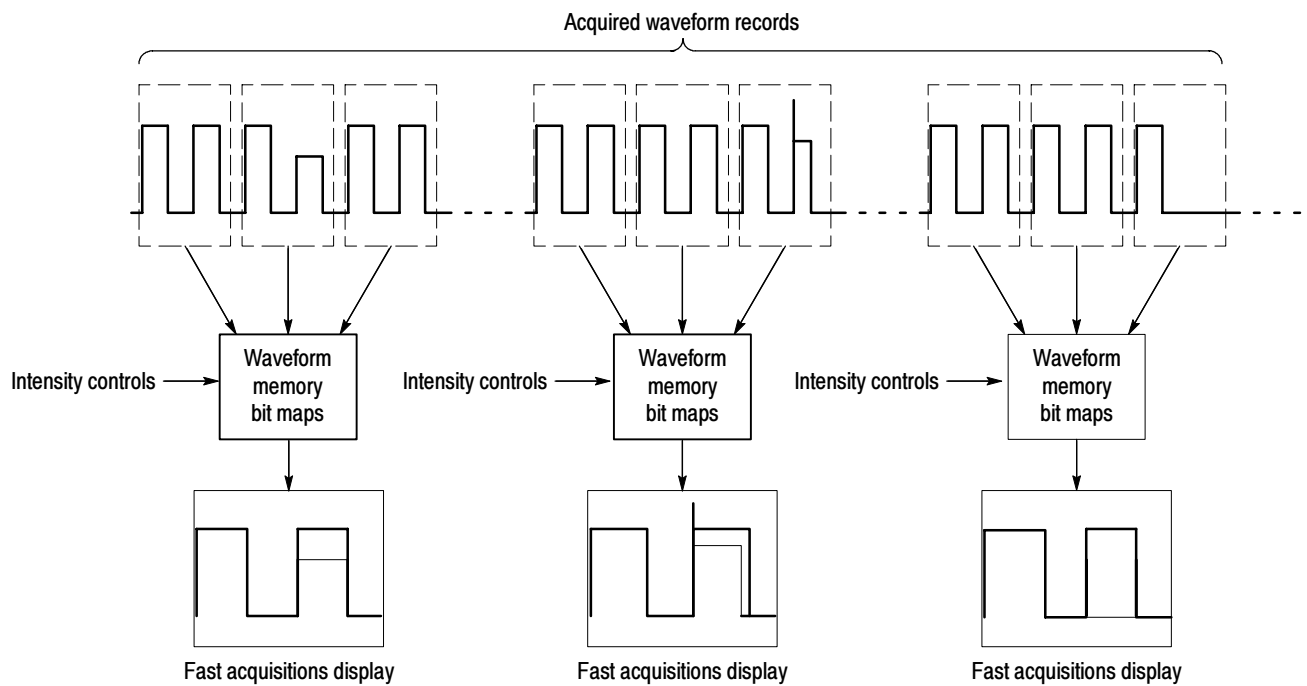 Acquired waveform records
Intensity controls
Waveform
memory
bit maps
Intensity controls
Waveform
memory
bit maps
Intensity controls
Waveform
memory
bit maps
Fast acquisitions display
Fast acquisitions display
Fast acquisitions display